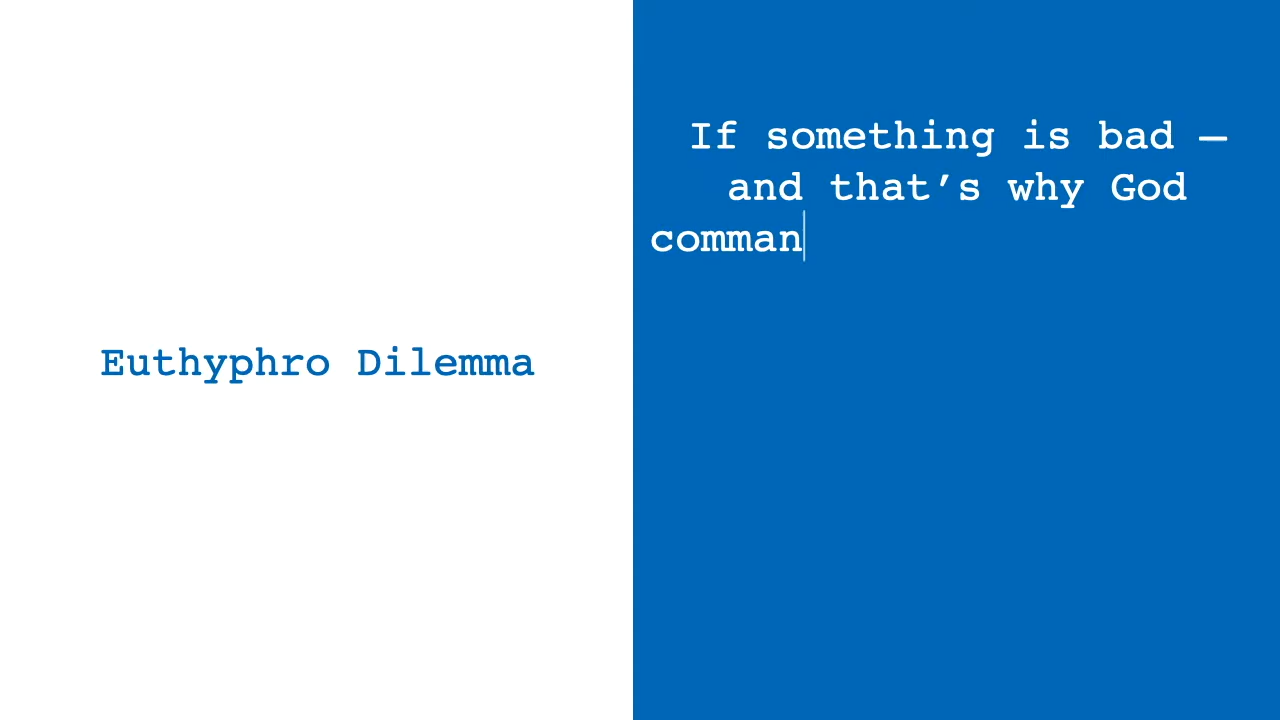 Euthyphro Dilemma
If something is bad —
and that’s why God
comman